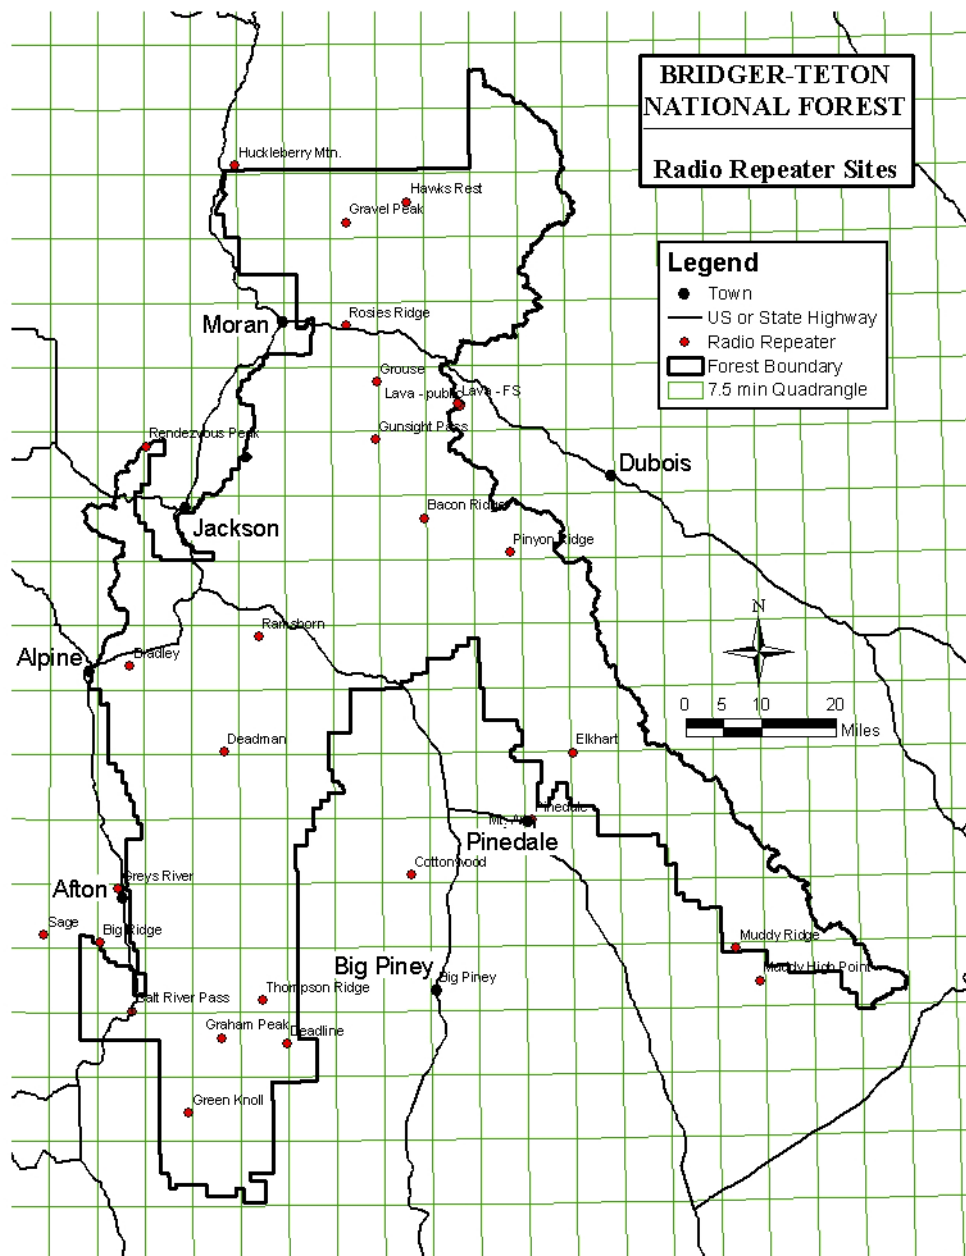 BRIDGER-TETON
NATIONAL FOREST
Radio Repeater Sites
Huckleberry Mtn.
Hawks Rest
Gravel Peak
Legend
Town
US or State Highway
Radio Repeater
Forest Boundary
7.5 min Quadrangle
Moran
Rosies Ridge
Grouse
Lava - public
Lava - FS
Gunsight Pass
Rendezvous Peak
Dubois
Jackson
Bacon Ridge
Pinyon Ridge
N
Ramshorn
Alpine
Bradley
0 5 10 20
Miles
Deadman
Elkhart
Pinedale
Mt. A
Pinedale
Cottonwood
Greys River
Afton
Sage
Big Ridge
Muddy Ridge
Big Piney
Big Piney
Muddy High Point
Salt River Pass
Thompson Ridge
Graham Peak
Deadline
Green Knoll